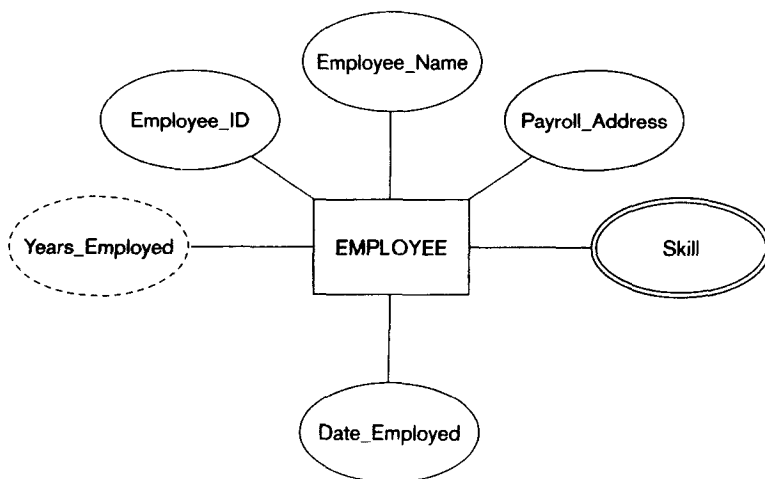 Employee_Name
Employee_ID
Payroll_Address
Years_Employed
EMPLOYEE
Skill
Date_Employed